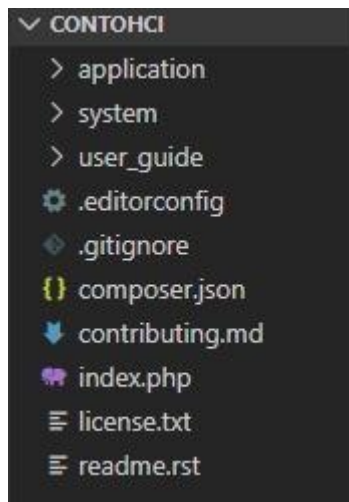 CONTOHCI
application
system
user_guide
.editorconfig
.gitignore
composer.json
contributing.md
index.php
license.txt
readme.rst